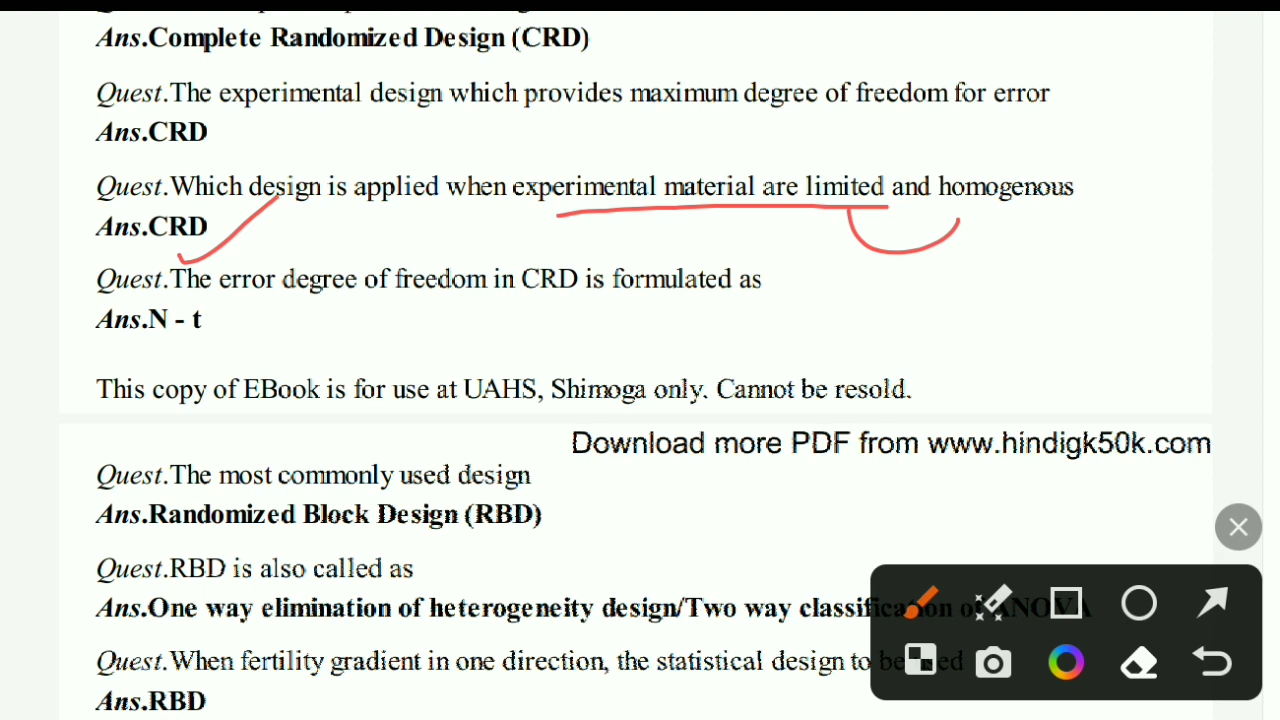 Ans.Complete Randomized Design (CRD)
Quest.The experimental design which provides maximum degree of freedom for error
Ans.CRD
Quest.Which design is applied when experimental material are limited and homogenous
Ans.CRD
Quest.The error degree of freedom in CRD is formulated as
Ans.N - t
This copy of EBook is for use at UAHS, Shimoga only. Cannot be resold.
Download more PDF from www.hindigk50k.com
Quest.The most commonly used design
Ans.Randomized Block Design (RBD)
Quest.RBD is also called as
Ans.One way elimination of heterogeneity design/Two way classification of ANOVA
Quest.When fertility gradient in one direction, the statistical design to be used
Ans.RBD